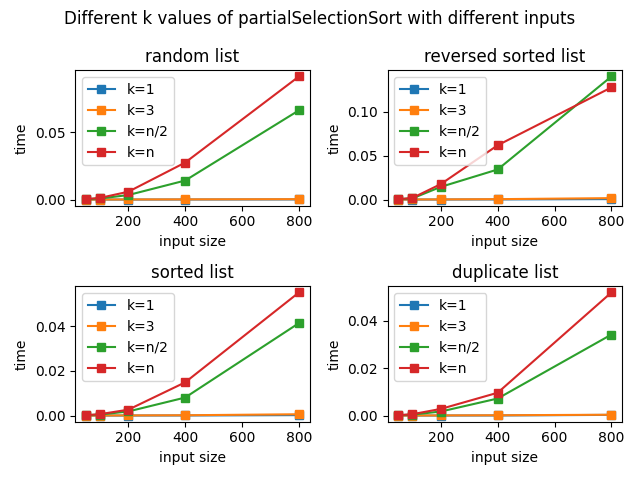 Different k values of partialSelectionSort with different inputs
random list
time
0.05
0.00
k=1
k=3
k=n/2
k=n
200 400 600 800
input size
reversed sorted list
time
0.10
0.05
0.00
k=1
k=3
k=n/2
k=n
200 400 600 800
input size
sorted list
time
0.04
0.02
0.00
k=1
k=3
k=n/2
k=n
200 400 600 800
input size
duplicate list
time
0.04
0.02
0.00
k=1
k=3
k=n/2
k=n
200 400 600 800
input size